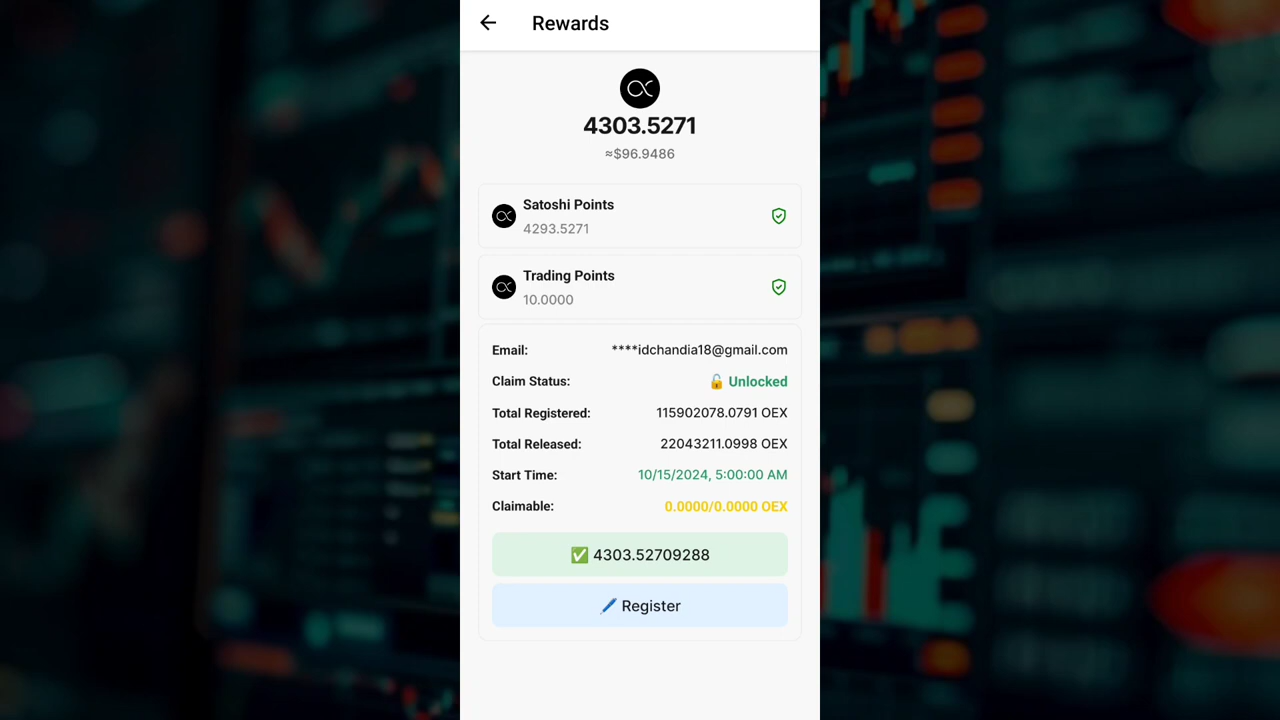 Rewards
4303.5271
≈$96.9486
Satoshi Points
4293.5271
Trading Points
10.0000
Email: ****idchandia18@gmail.com
Claim Status: 🔓 Unlocked
Total Registered: 115902078.0791 OEX
Total Released: 22043211.0998 OEX
Start Time: 10/15/2024, 5:00:00 AM
Claimable: 0.0000/0.0000 OEX
✅ 4303.52709288
🖊️ Register